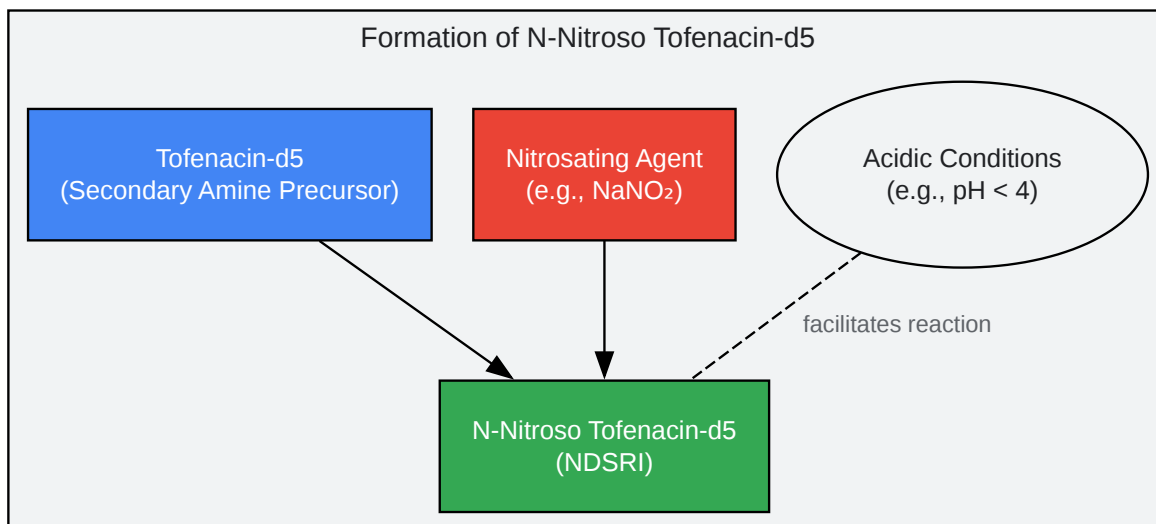 Formation of N-Nitroso Tofenacin-d5
Tofenacin-d5
(Secondary Amine Precursor)
Nitrosating Agent
(e.g., NaNO₂)
Acidic Conditions
(e.g., pH < 4)
facilitates reaction
N-Nitroso Tofenacin-d5
(NDSRI)